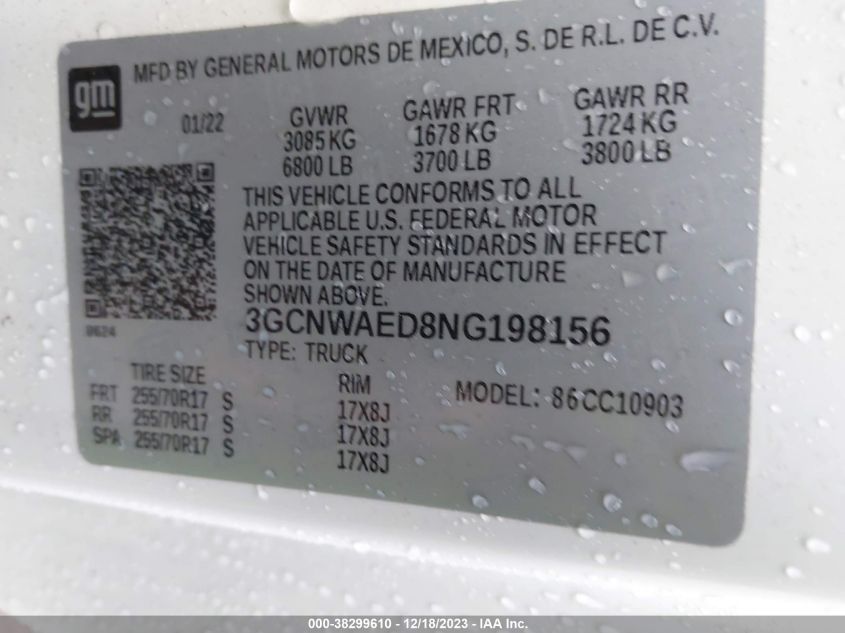 MFD BY GENERAL MOTORS DE MEXICO, S. DE R.L. DE C.V.
gm
01/22
GVWR GAWR FRT GAWR RR
3085 KG 1678 KG 1724 KG
6800 LB 3700 LB 3800 LB
THIS VEHICLE CONFORMS TO ALL
APPLICABLE U.S. FEDERAL MOTOR
VEHICLE SAFETY STANDARDS IN EFFECT
ON THE DATE OF MANUFACTURE
SHOWN ABOVE.
3GCNWAED8NG198156
TYPE: TRUCK
TIRE SIZE RIM MODEL: 86CC10903
FRT 255/70R17 S 17X8J
RR 255/70R17 S 17X8J
SPA 255/70R17 S 17X8J
000-38299610 - 12/18/2023 - IAA Inc.